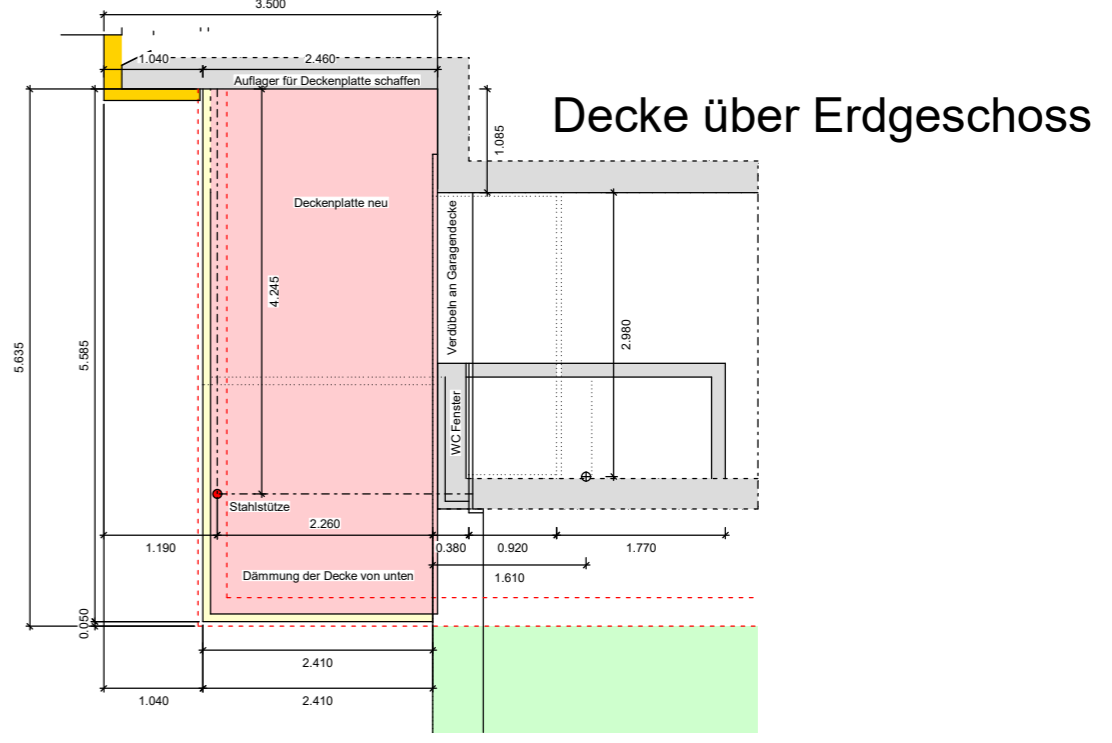 3.500
1.040
2.460
Auflager für Deckenplatte schaffen
Decke über Erdgeschoss
1.085
Deckenplatte neu
Verdübeln an Garagendecke
4.245
2.980
5.635
5.585
WC Fenster
Stahlstütze
2.260
1.190
0.380
0.920
1.770
1.610
Dämmung der Decke von unten
0.050
2.410
1.040
2.410